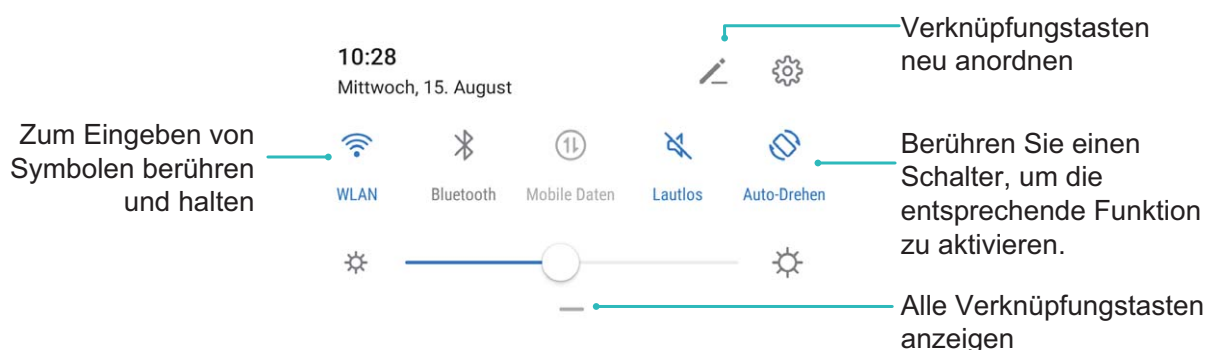 Verknüpfungstasten
neu anordnen
10:28
Mittwoch, 15. August
Zum Eingeben von
Symbolen berühren
und halten
WLAN
Bluetooth
Mobile Daten
Lautlos
Auto-Drehen
Berühren Sie einen
Schalter, um die
entsprechende Funktion
zu aktivieren.
Alle Verknüpfungstasten
anzeigen